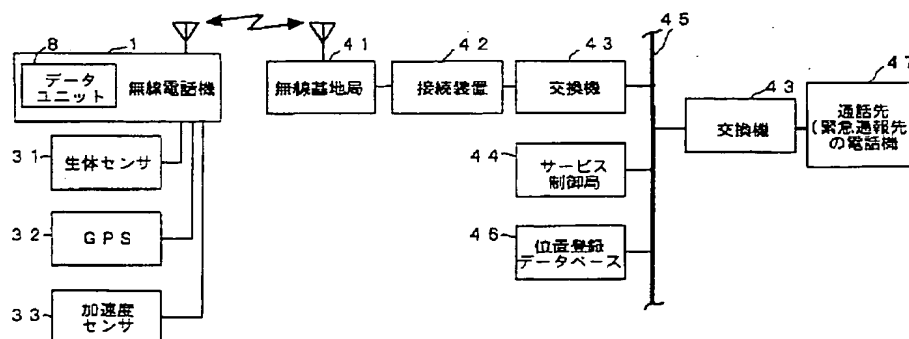 8
1
データ
ユニット
無線電話機
31
生体センサ
32
GPS
33
加速度
センサ
41
無線基地局
42
接続装置
43
交換機
44
サービス
制御局
46
位置登録
データベース
45
43
交換機
47
通話先
(緊急通報先
の電話機